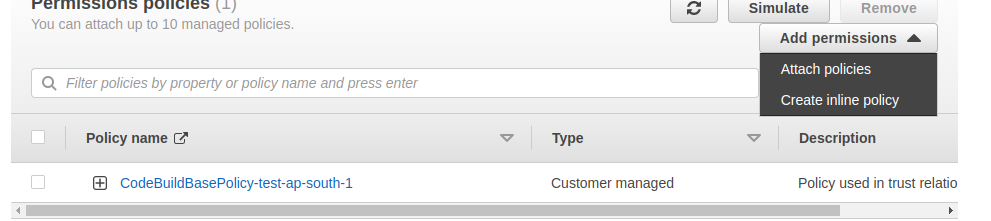 Permissions policies (1)
You can attach up to 10 managed policies.
Simulate
Remove
Add permissions
Attach policies
Create inline policy
Filter policies by property or policy name and press enter
Policy name
Type
Description
CodeBuildBasePolicy-test-ap-south-1
Customer managed
Policy used in trust relatio